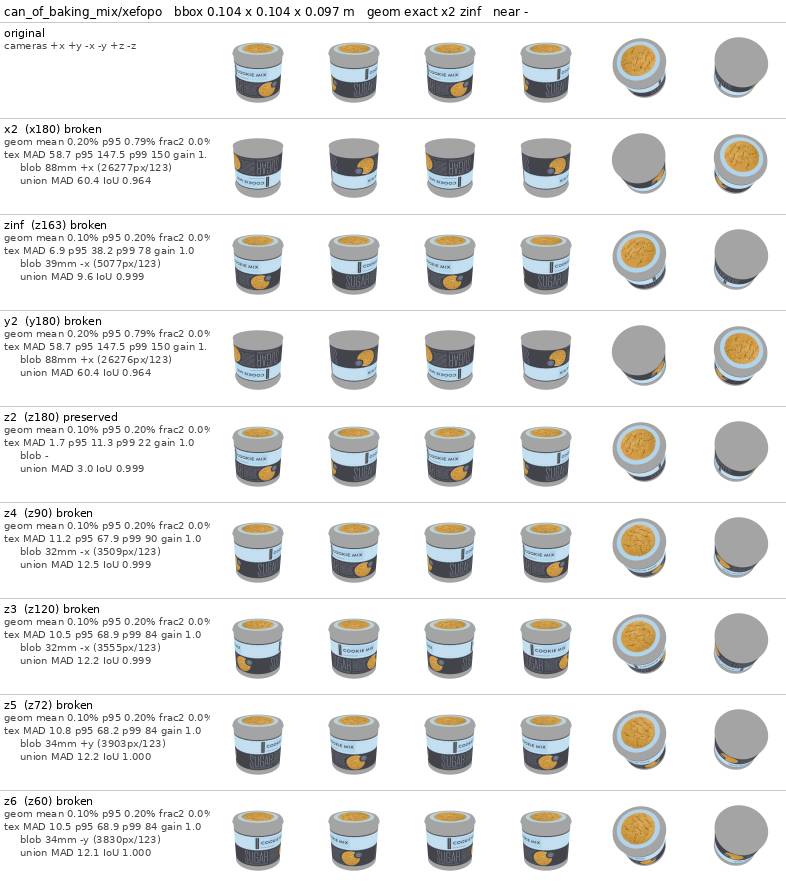 can_of_baking_mix/xefopo bbox 0.104 x 0.104 x 0.097 m geom exact x2 zinf near -
original
cameras +x +y -x -y +z -z
x2 (x180) broken
geom mean 0.20% p95 0.79% frac2 0.0%
tex MAD 58.7 p95 147.5 p99 150 gain 1.
blob 88mm +x (26277px/123)
union MAD 60.4 IoU 0.964
zinf (z163) broken
geom mean 0.10% p95 0.20% frac2 0.0%
tex MAD 6.9 p95 38.2 p99 78 gain 1.0
blob 39mm -x (5077px/123)
union MAD 9.6 IoU 0.999
y2 (y180) broken
geom mean 0.20% p95 0.79% frac2 0.0%
tex MAD 58.7 p95 147.5 p99 150 gain 1.
blob 88mm +x (26276px/123)
union MAD 60.4 IoU 0.964
z2 (z180) preserved
geom mean 0.10% p95 0.20% frac2 0.0%
tex MAD 1.7 p95 11.3 p99 22 gain 1.0
blob -
union MAD 3.0 IoU 0.999
z4 (z90) broken
geom mean 0.10% p95 0.20% frac2 0.0%
tex MAD 11.2 p95 67.9 p99 90 gain 1.0
blob 32mm -x (3509px/123)
union MAD 12.5 IoU 0.999
z3 (z120) broken
geom mean 0.10% p95 0.20% frac2 0.0%
tex MAD 10.5 p95 68.9 p99 84 gain 1.0
blob 32mm -x (3555px/123)
union MAD 12.2 IoU 0.999
COOKIE MIX
z5 (z72) broken
geom mean 0.10% p95 0.20% frac2 0.0%
tex MAD 10.8 p95 68.2 p99 84 gain 1.0
blob 34mm +y (3903px/123)
union MAD 12.2 IoU 1.000
SUGAR
z6 (z60) broken
geom mean 0.10% p95 0.20% frac2 0.0%
tex MAD 10.5 p95 68.9 p99 84 gain 1.0
blob 34mm -y (3830px/123)
union MAD 12.1 IoU 1.000
SUGAR